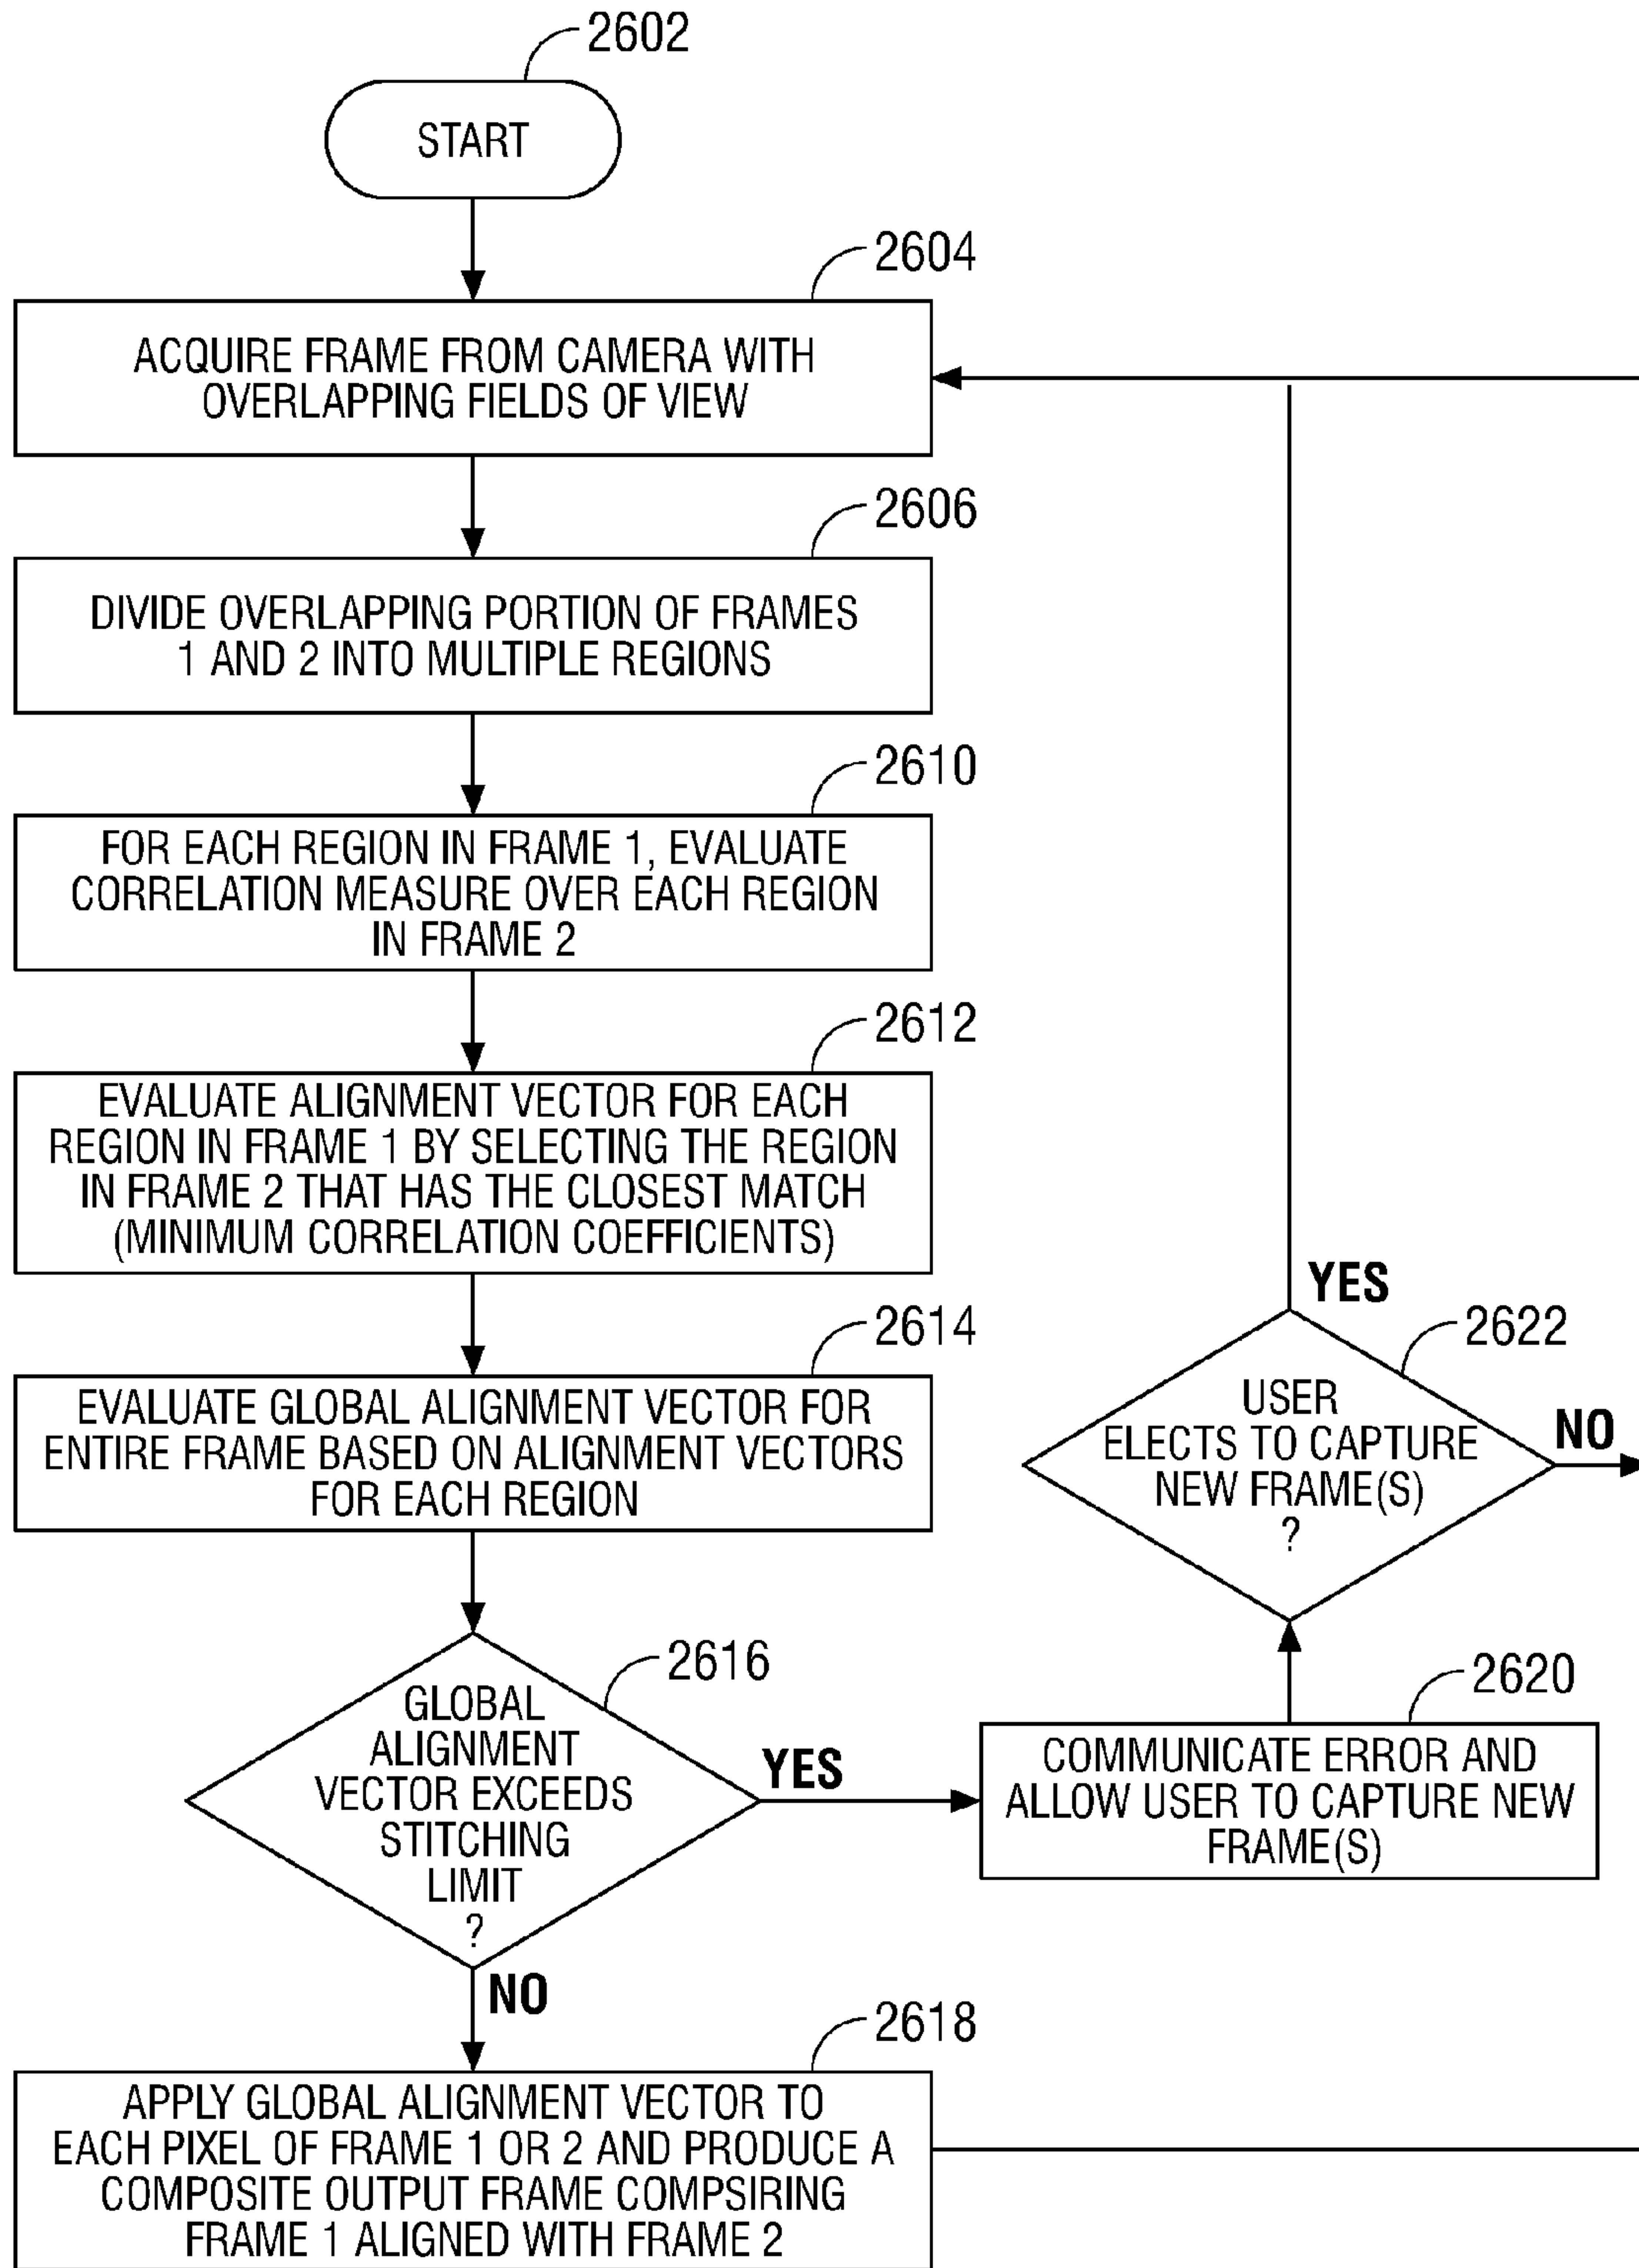 2602
START
2604
ACQUIRE FRAME FROM CAMERA WITH
OVERLAPPING FIELDS OF VIEW
2606
DIVIDE OVERLAPPING PORTION OF FRAMES
1 AND 2 INTO MULTIPLE REGIONS
2610
FOR EACH REGION IN FRAME 1, EVALUATE
CORRELATION MEASURE OVER EACH REGION
IN FRAME 2
2612
EVALUATE ALIGNMENT VECTOR FOR EACH
REGION IN FRAME 1 BY SELECTING THE REGION
IN FRAME 2 THAT HAS THE CLOSEST MATCH
(MINIMUM CORRELATION COEFFICIENTS)
2614
EVALUATE GLOBAL ALIGNMENT VECTOR FOR
ENTIRE FRAME BASED ON ALIGNMENT VECTORS
FOR EACH REGION
2616
GLOBAL
ALIGNMENT
VECTOR EXCEEDS
STITCHING
LIMIT
?
YES
NO
2620
COMMUNICATE ERROR AND
ALLOW USER TO CAPTURE NEW
FRAME(S)
2622
USER
ELECTS TO CAPTURE
NEW FRAME(S)
?
YES
NO
2618
APPLY GLOBAL ALIGNMENT VECTOR TO
EACH PIXEL OF FRAME 1 OR 2 AND PRODUCE A
COMPOSITE OUTPUT FRAME COMPSIRING
FRAME 1 ALIGNED WITH FRAME 2